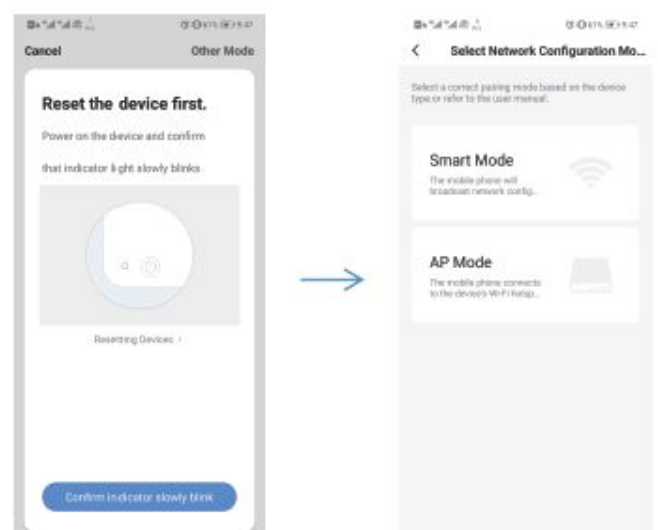 Cancel
Other Mode
Reset the device first.
Power on the device and confirm
that indicator light slowly blinks
Resetting Devices >
Confirm indicator slowly blink
Select Network Configuration Mo...
Select a correct pairing mode based on the device
type or refer to the user manual.
Smart Mode
The mobile phone will
broadcast network config...
AP Mode
The mobile phone connects
to the device's Wi-Fi hotsp...